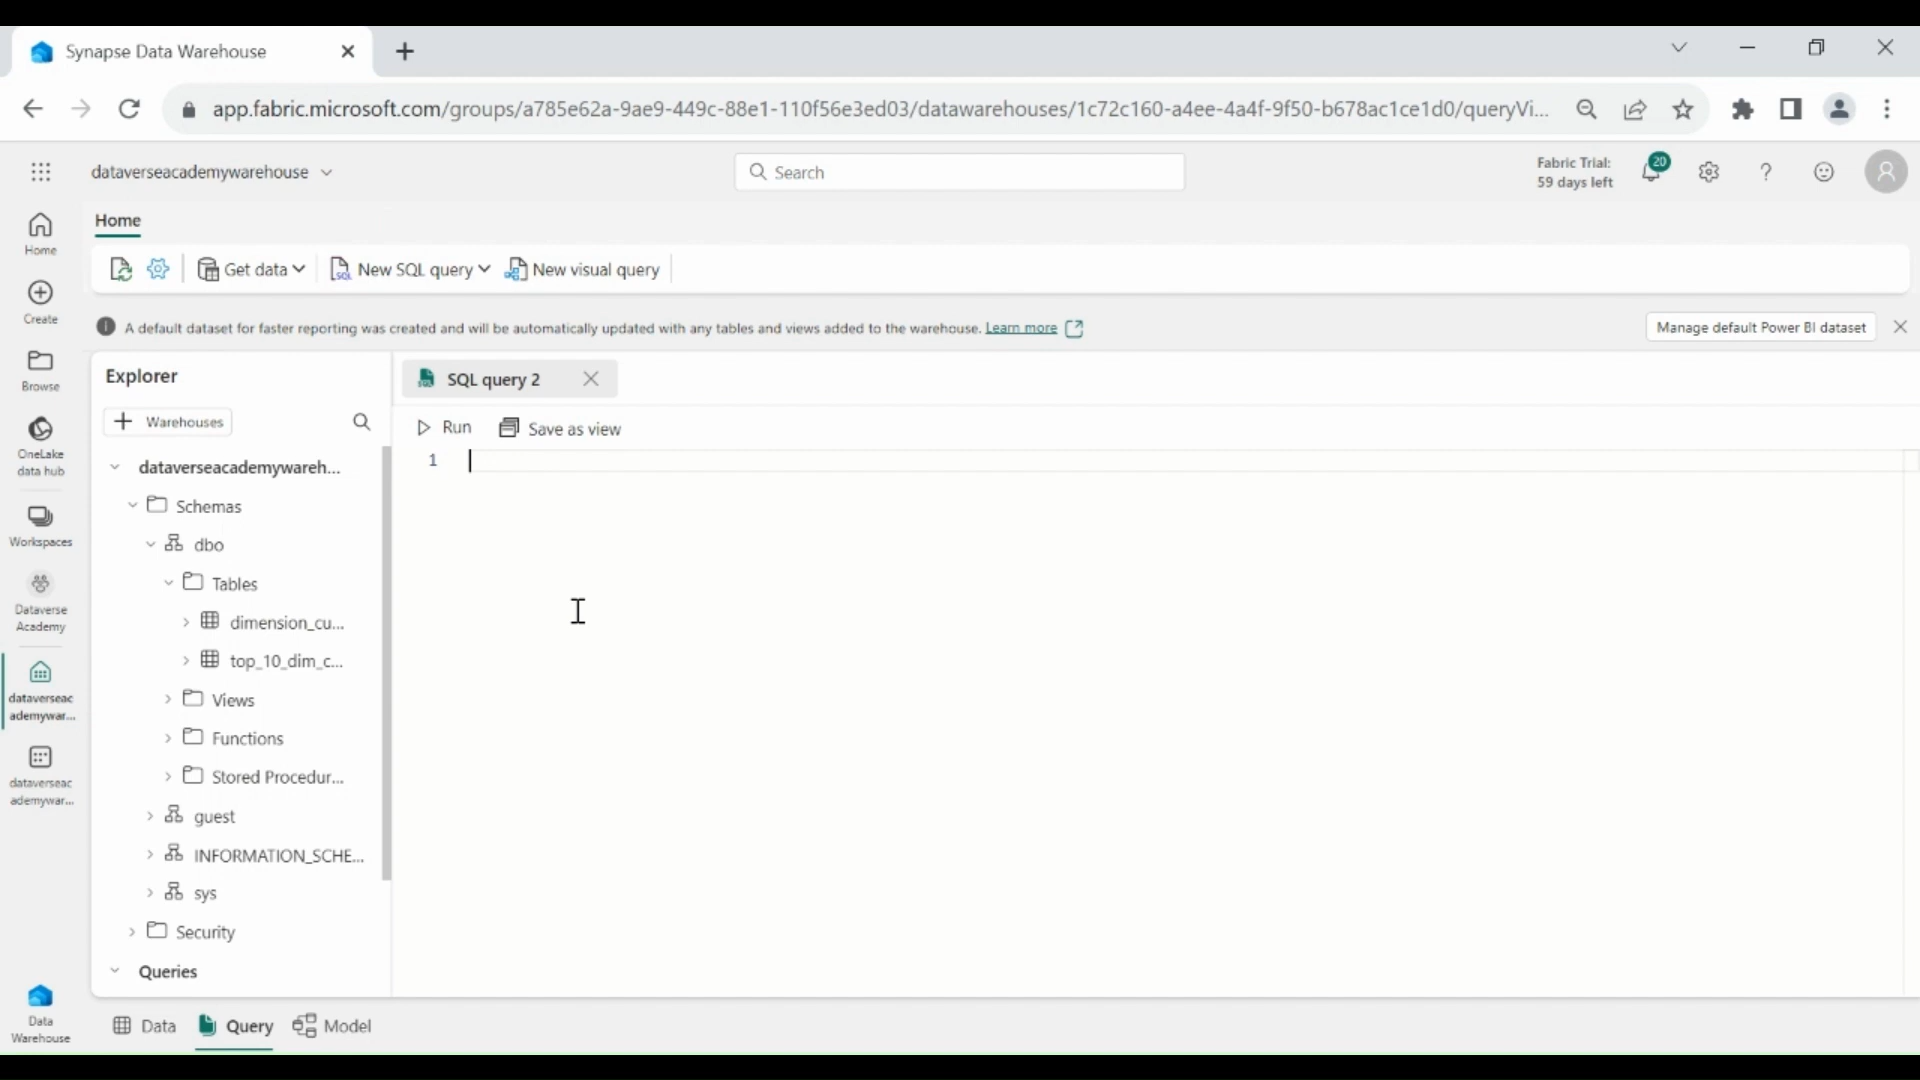 Synapse Data Warehouse
app.fabric.microsoft.com/groups/a785e62a-9ae9-449c-88e1-110f56e3ed03/datawarehouses/1c72c160-a4ee-4a4f-9f50-b678ac1ce1d0/queryVi...
dataverseacademywarehouse
Search
Fabric Trial:
59 days left
20
Home
Get data
New SQL query
New visual query
A default dataset for faster reporting was created and will be automatically updated with any tables and views added to the warehouse. Learn more
Manage default Power BI dataset
Home
Create
Browse
OneLake
data hub
Workspaces
Dataverse
Academy
dataverseac
ademywar...
dataverseac
ademywar...
Data
Warehouse
Explorer
+ Warehouses
dataverseacademywareh...
Schemas
dbo
Tables
dimension_cu...
top_10_dim_c...
Views
Functions
Stored Procedur...
guest
INFORMATION_SCHE...
sys
Security
Queries
SQL query 2
Run
Save as view
1
Data
Query
Model